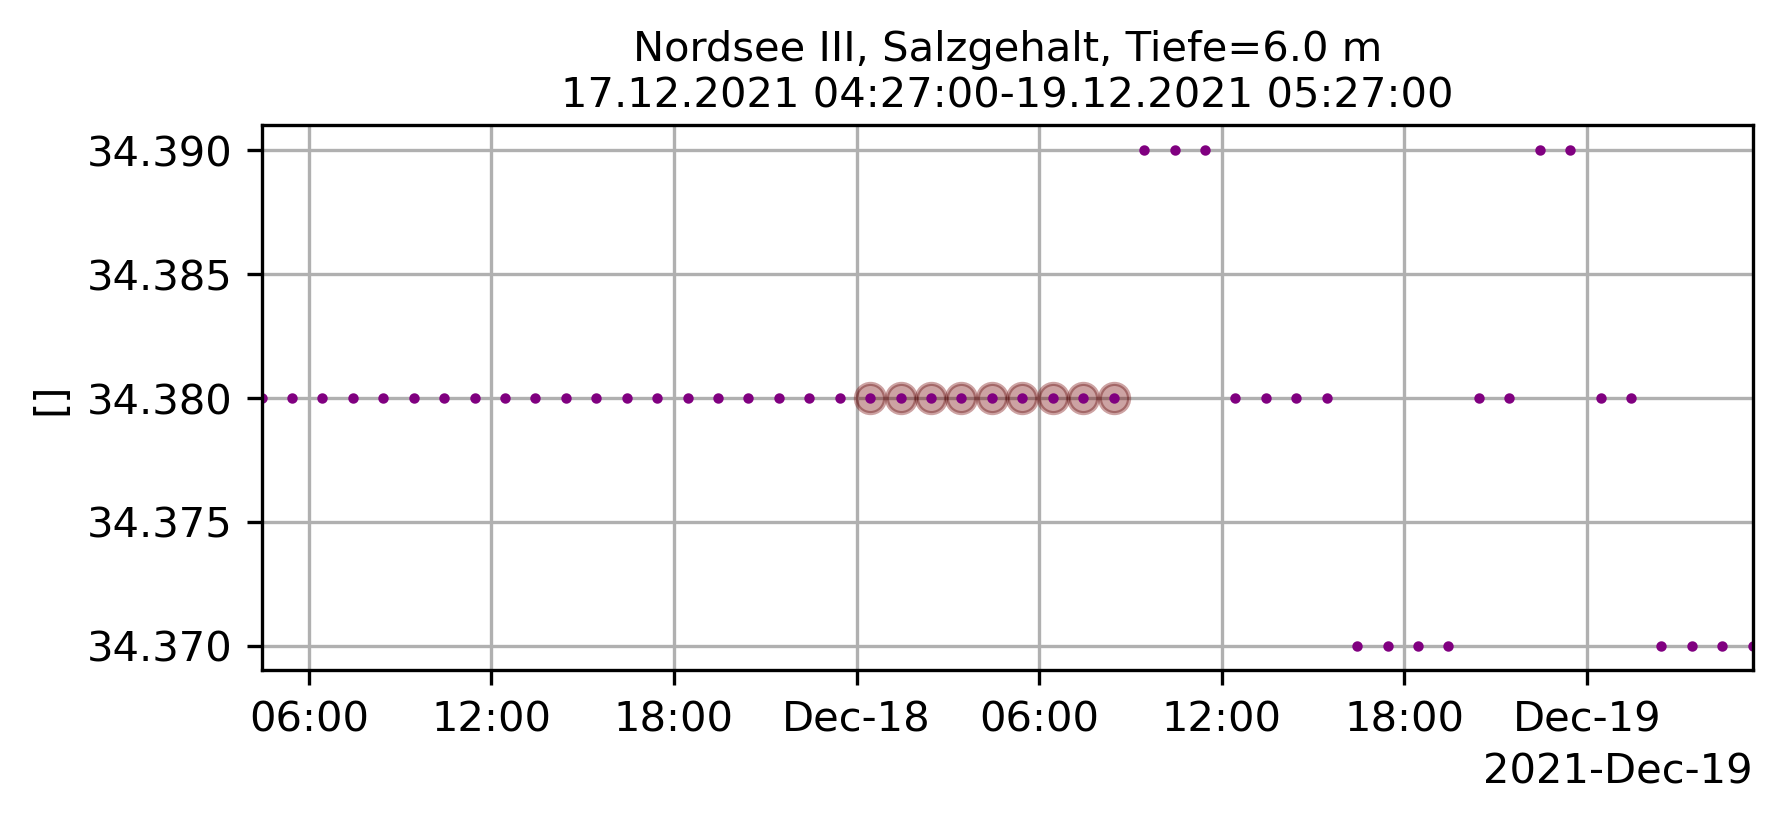 Nordsee III, Salzgehalt, Tiefe=6.0 m
17.12.2021 04:27:00-19.12.2021 05:27:00
34.390
34.385
34.380
34.375
34.370
[]
06:00 12:00 18:00 Dec-18 06:00 12:00 18:00 Dec-19
2021-Dec-19